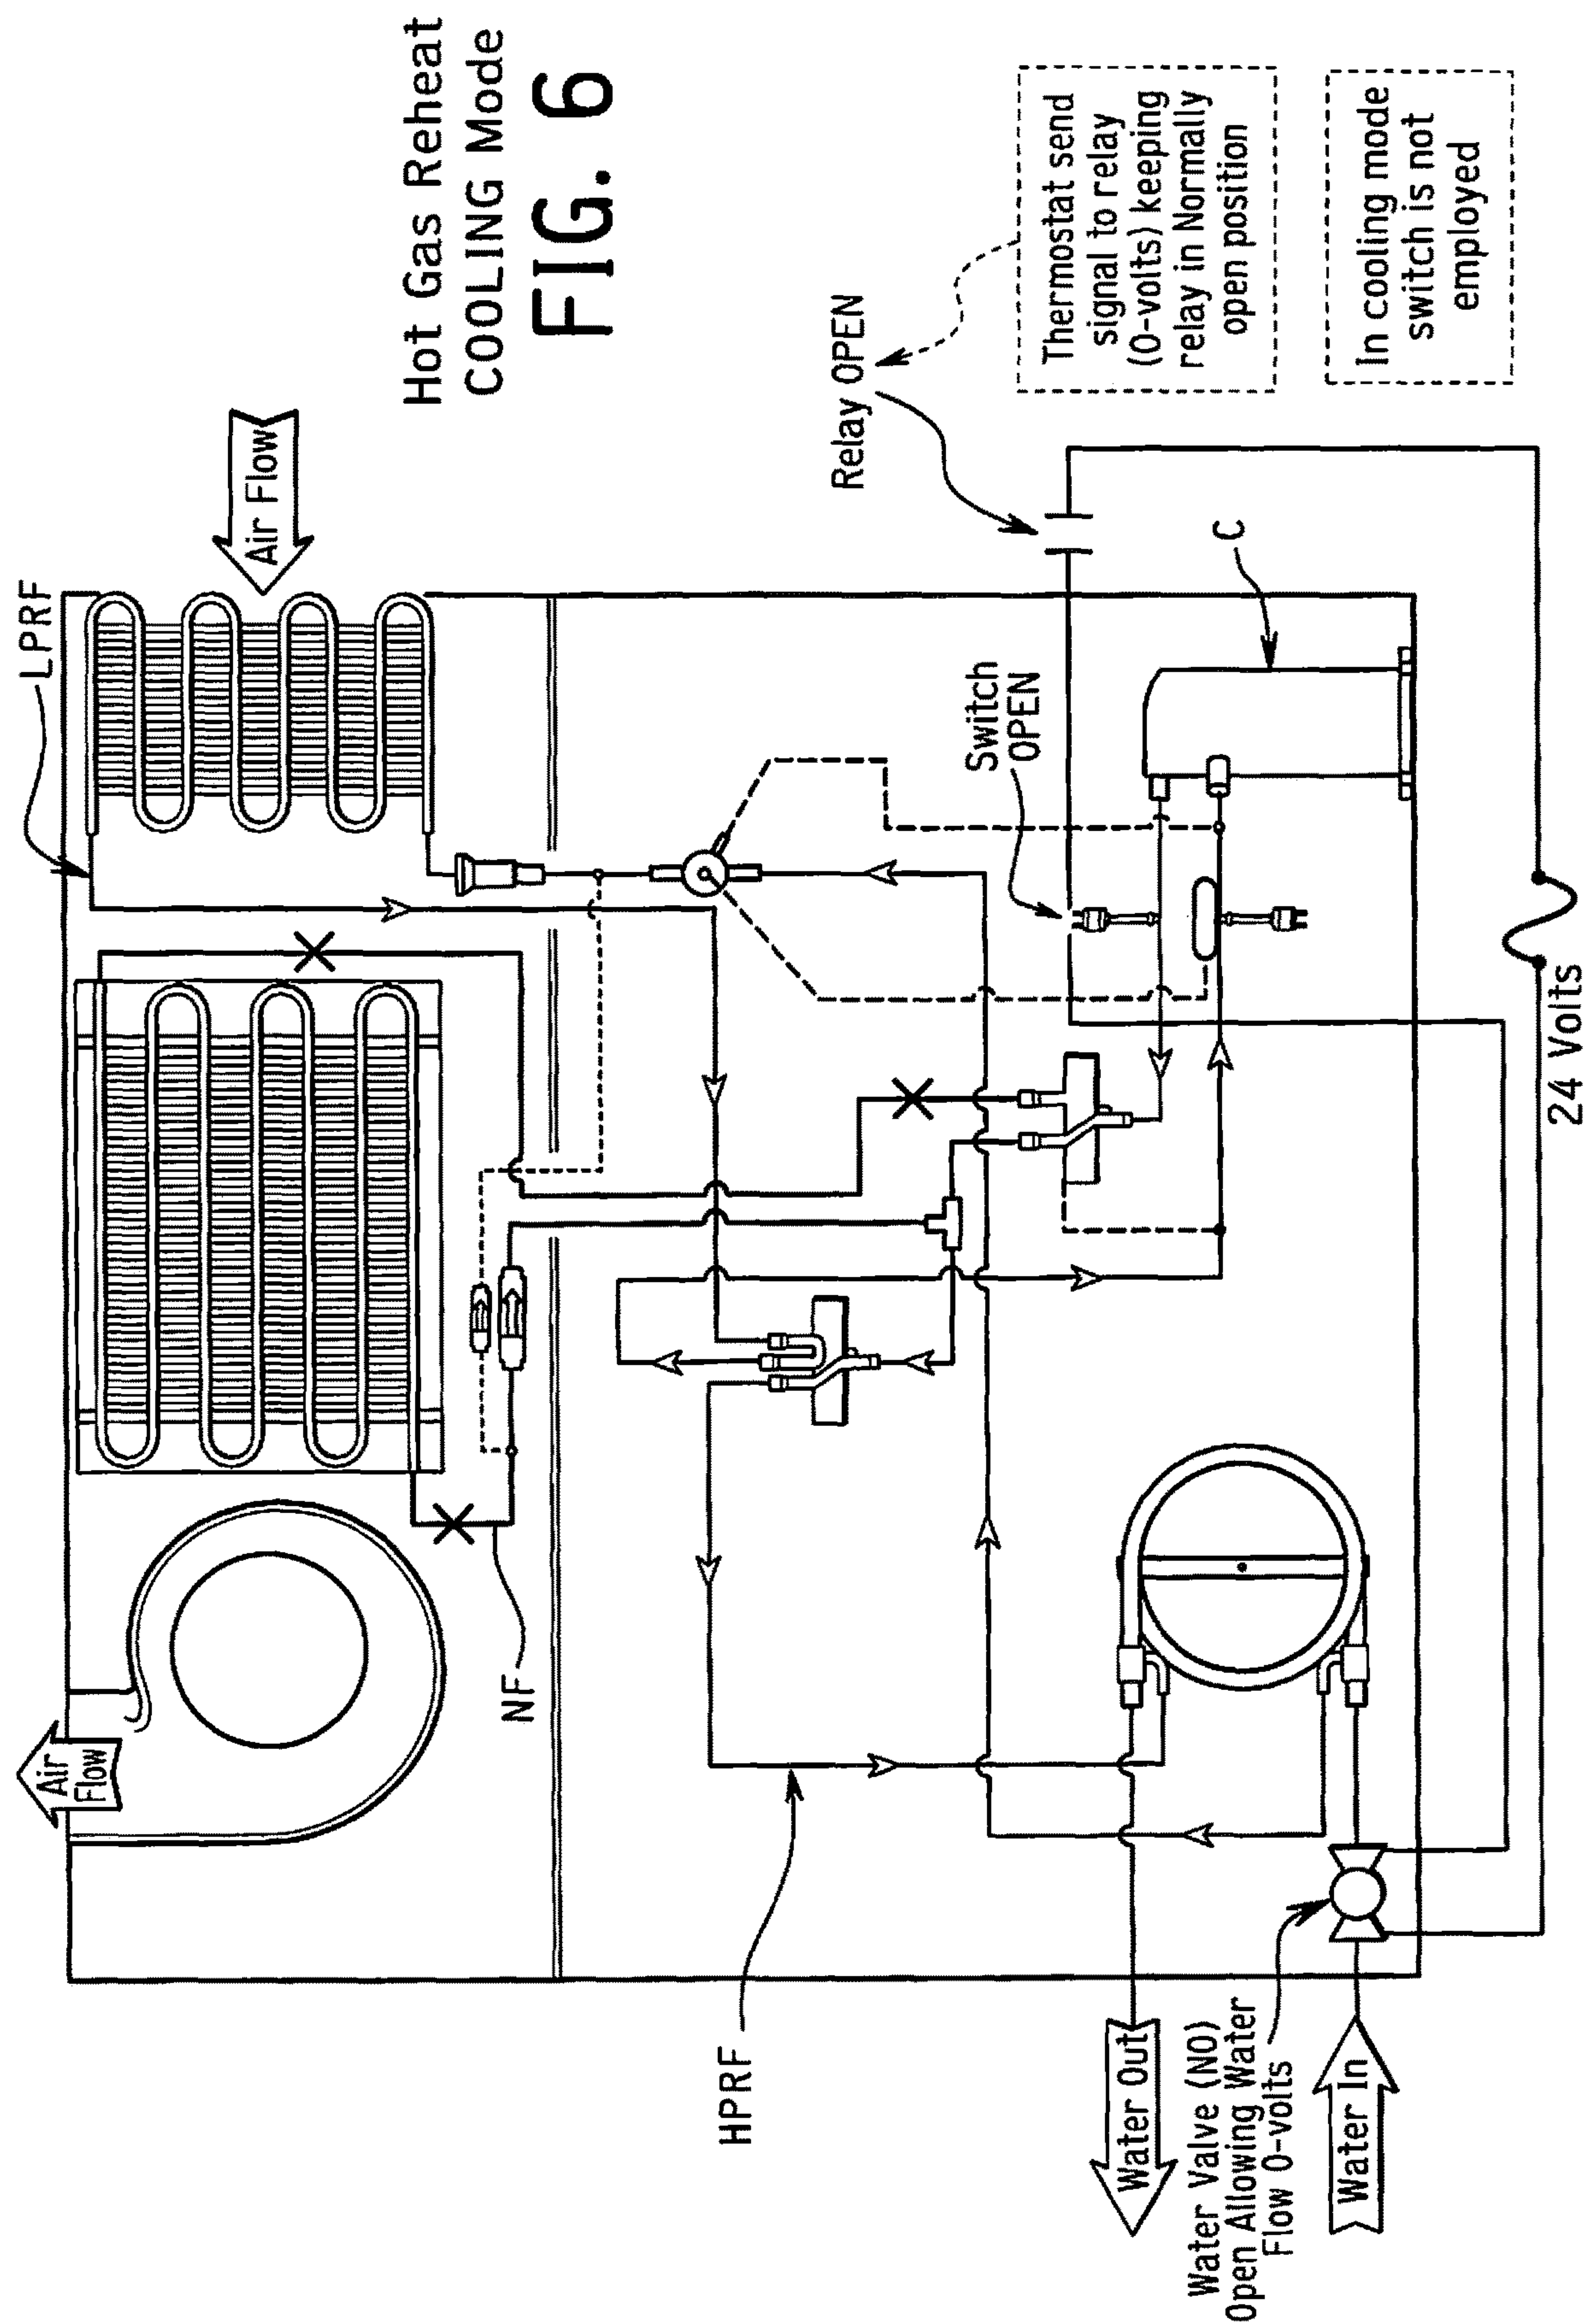 Hot Gas Reheat
COOLING Mode
FIG. 6
LPRF
Air Flow
Air
Flow
NF
HPRF
Relay OPEN
Thermostat send
signal to relay
(0-volts) keeping
relay in Normally
open position
In cooling mode
switch is not
employed
Switch
OPEN
C
24 Volts
Water Out
Water Valve (NO)
Open Allowing Water
Flow 0-volts
Water In